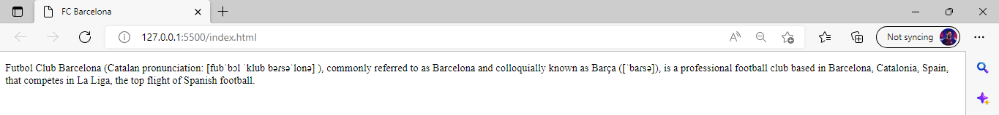 FC Barcelona
127.0.0.1:5500/index.html
Not syncing
Futbol Club Barcelona (Catalan pronunciation: [fubˈbɔl ˈklub bərsəˈlonə] ), commonly referred to as Barcelona and colloquially known as Barça ([ˈbarsə]), is a professional football club based in Barcelona, Catalonia, Spain,
that competes in La Liga, the top flight of Spanish football.